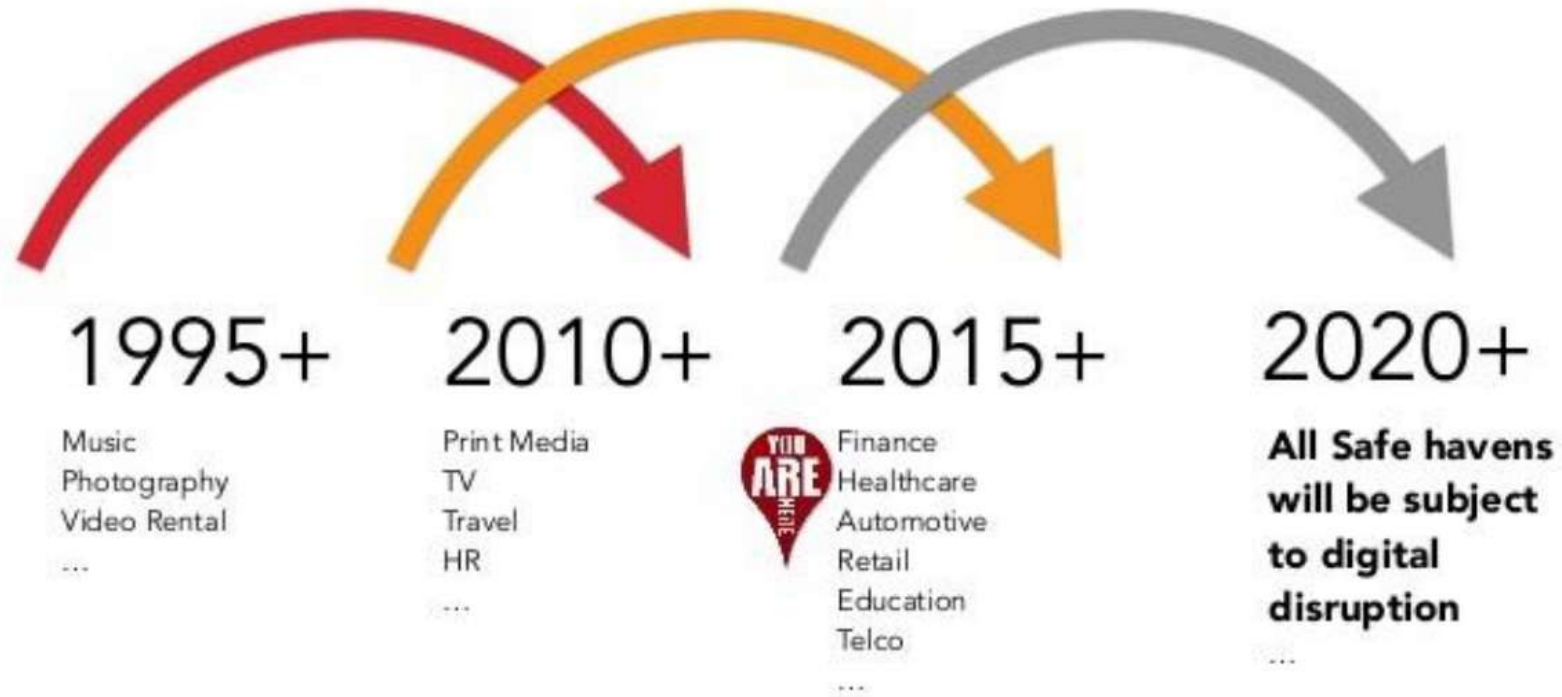 1995+
Music
Photography
Video Rental
...
2010+
Print Media
TV
Travel
HR
...
YOU
ARE
HERE
2015+
Finance
Healthcare
Automotive
Retail
Education
Telco
...
2020+
All Safe havens
will be subject
to digital
disruption
...